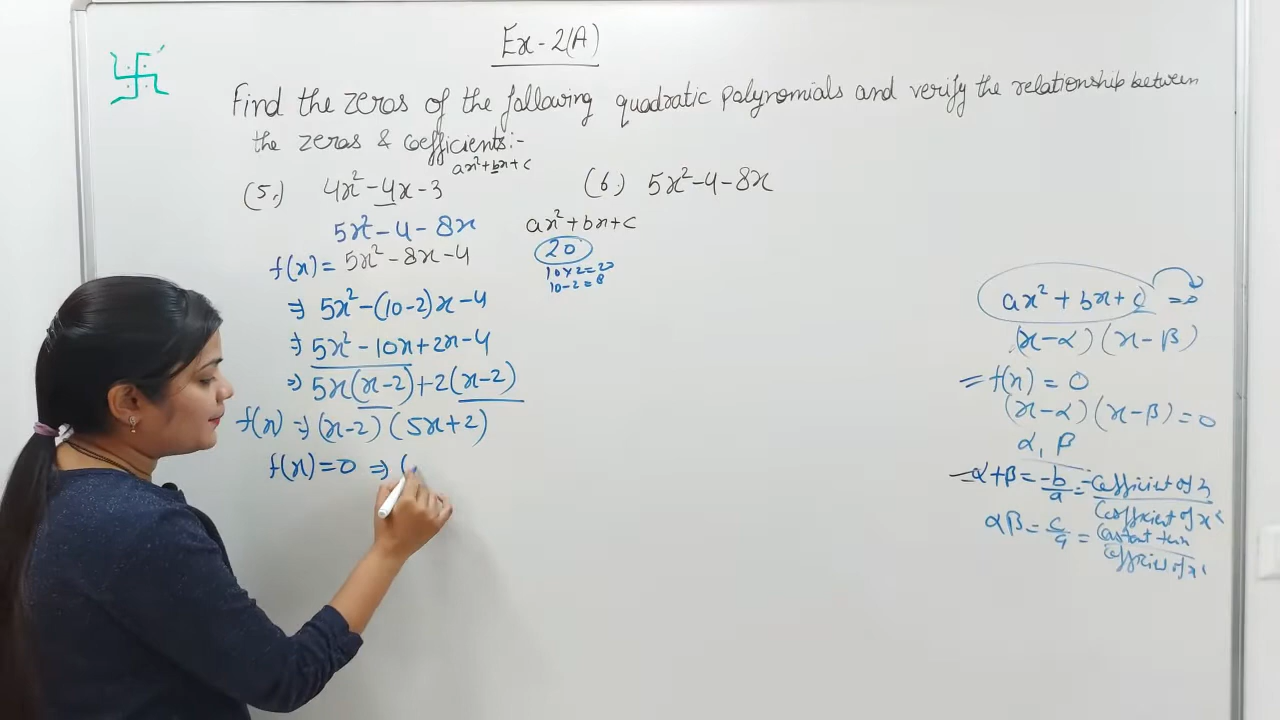 Ex - 2(A)
Find the zeros of the following quadratic polynomials and verify the relationship between
the zeros & coefficients:-
ax²+bx+c
(5.) 4x²-4x-3
(6.) 5x²-4-8x
5x²-4-8x
ax²+bx+c
f(x)= 5x²-8x-4
20
10×2=20
10-2=8
⇒ 5x²-(10-2)x-4
⇒ 5x²-10x+2x-4
⇒ 5x(x-2)+2(x-2)
f(x) ⇒ (x-2)(5x+2)
f(x)=0 ⇒ (
ax²+bx+c =0
(x-α)(x-β)
= f(x) = 0
(x-α)(x-β)=0
α, β
α+β = -b/a = -coefficient of x / Coefficient of x²
αβ = c/a = Constant / coefficient of x²